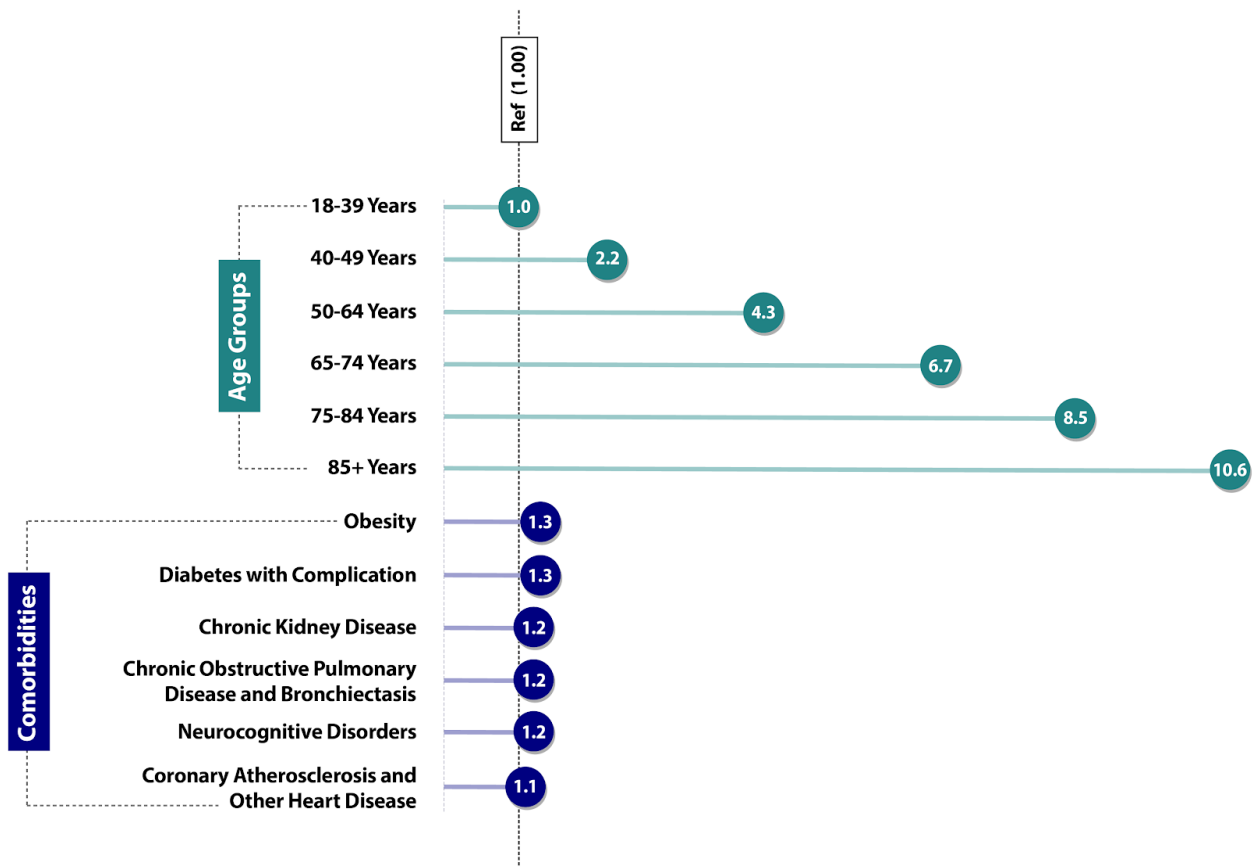 Ref (1.00)
Age Groups
18-39 Years
1.0
40-49 Years
2.2
50-64 Years
4.3
65-74 Years
6.7
75-84 Years
8.5
85+ Years
10.6
Comorbidities
Obesity
1.3
Diabetes with Complication
1.3
Chronic Kidney Disease
1.2
Chronic Obstructive Pulmonary
Disease and Bronchiectasis
1.2
Neurocognitive Disorders
1.2
Coronary Atherosclerosis and
Other Heart Disease
1.1